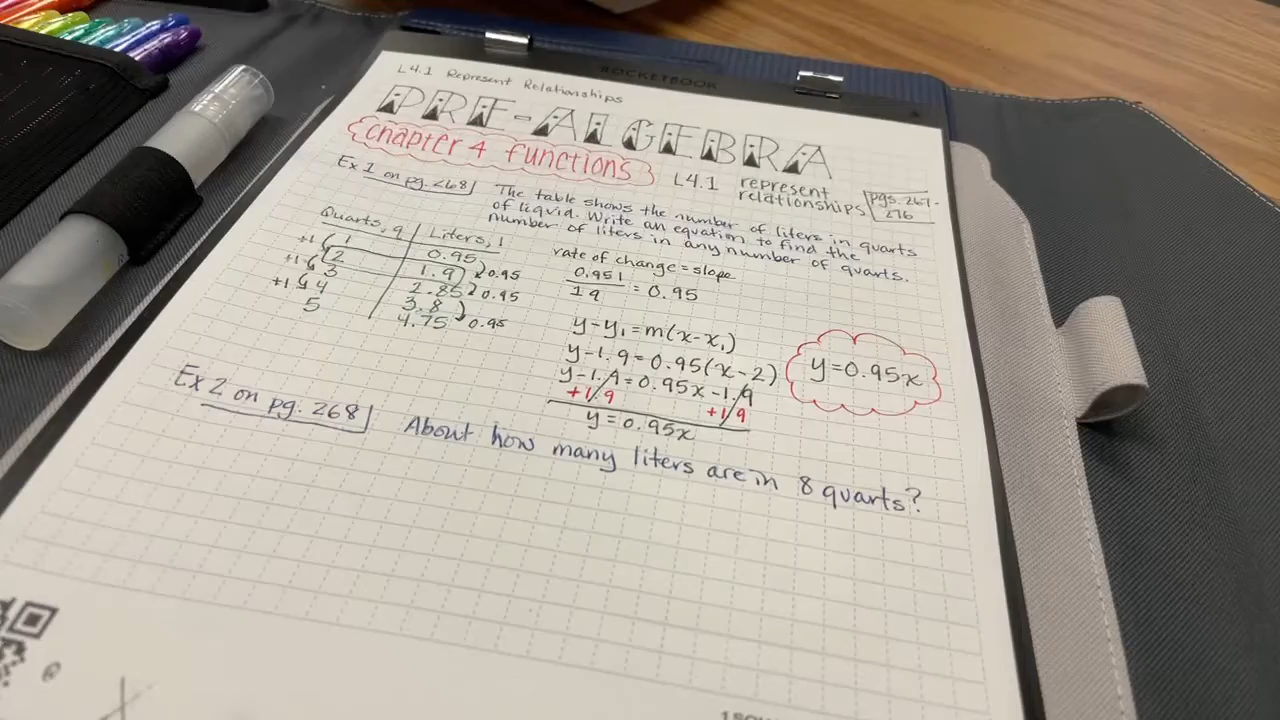 ROCKETBOOK
L4.1 Represent Relationships
PRE-ALGEBRA
Chapter 4 functions
L4.1 represent relationships
pgs. 267-
276
Ex 1 on pg. 268
The table shows the number of liters in quarts
of liquid. Write an equation to find the
number of liters in any number of quarts.
Quarts, q Liters, l
1 0.95
2 1.9
3 2.85
4 3.8
5 4.75
+1
+1
+1
0.95
0.95
0.95
rate of change = slope
0.95l
1q
= 0.95
y-y₁=m(x-x₁)
y-1.9=0.95(x-2)
y-1.9=0.95x-1.9
+1.9 +1.9
y=0.95x
y=0.95x
Ex 2 on pg. 268
About how many liters are in 8 quarts?
®